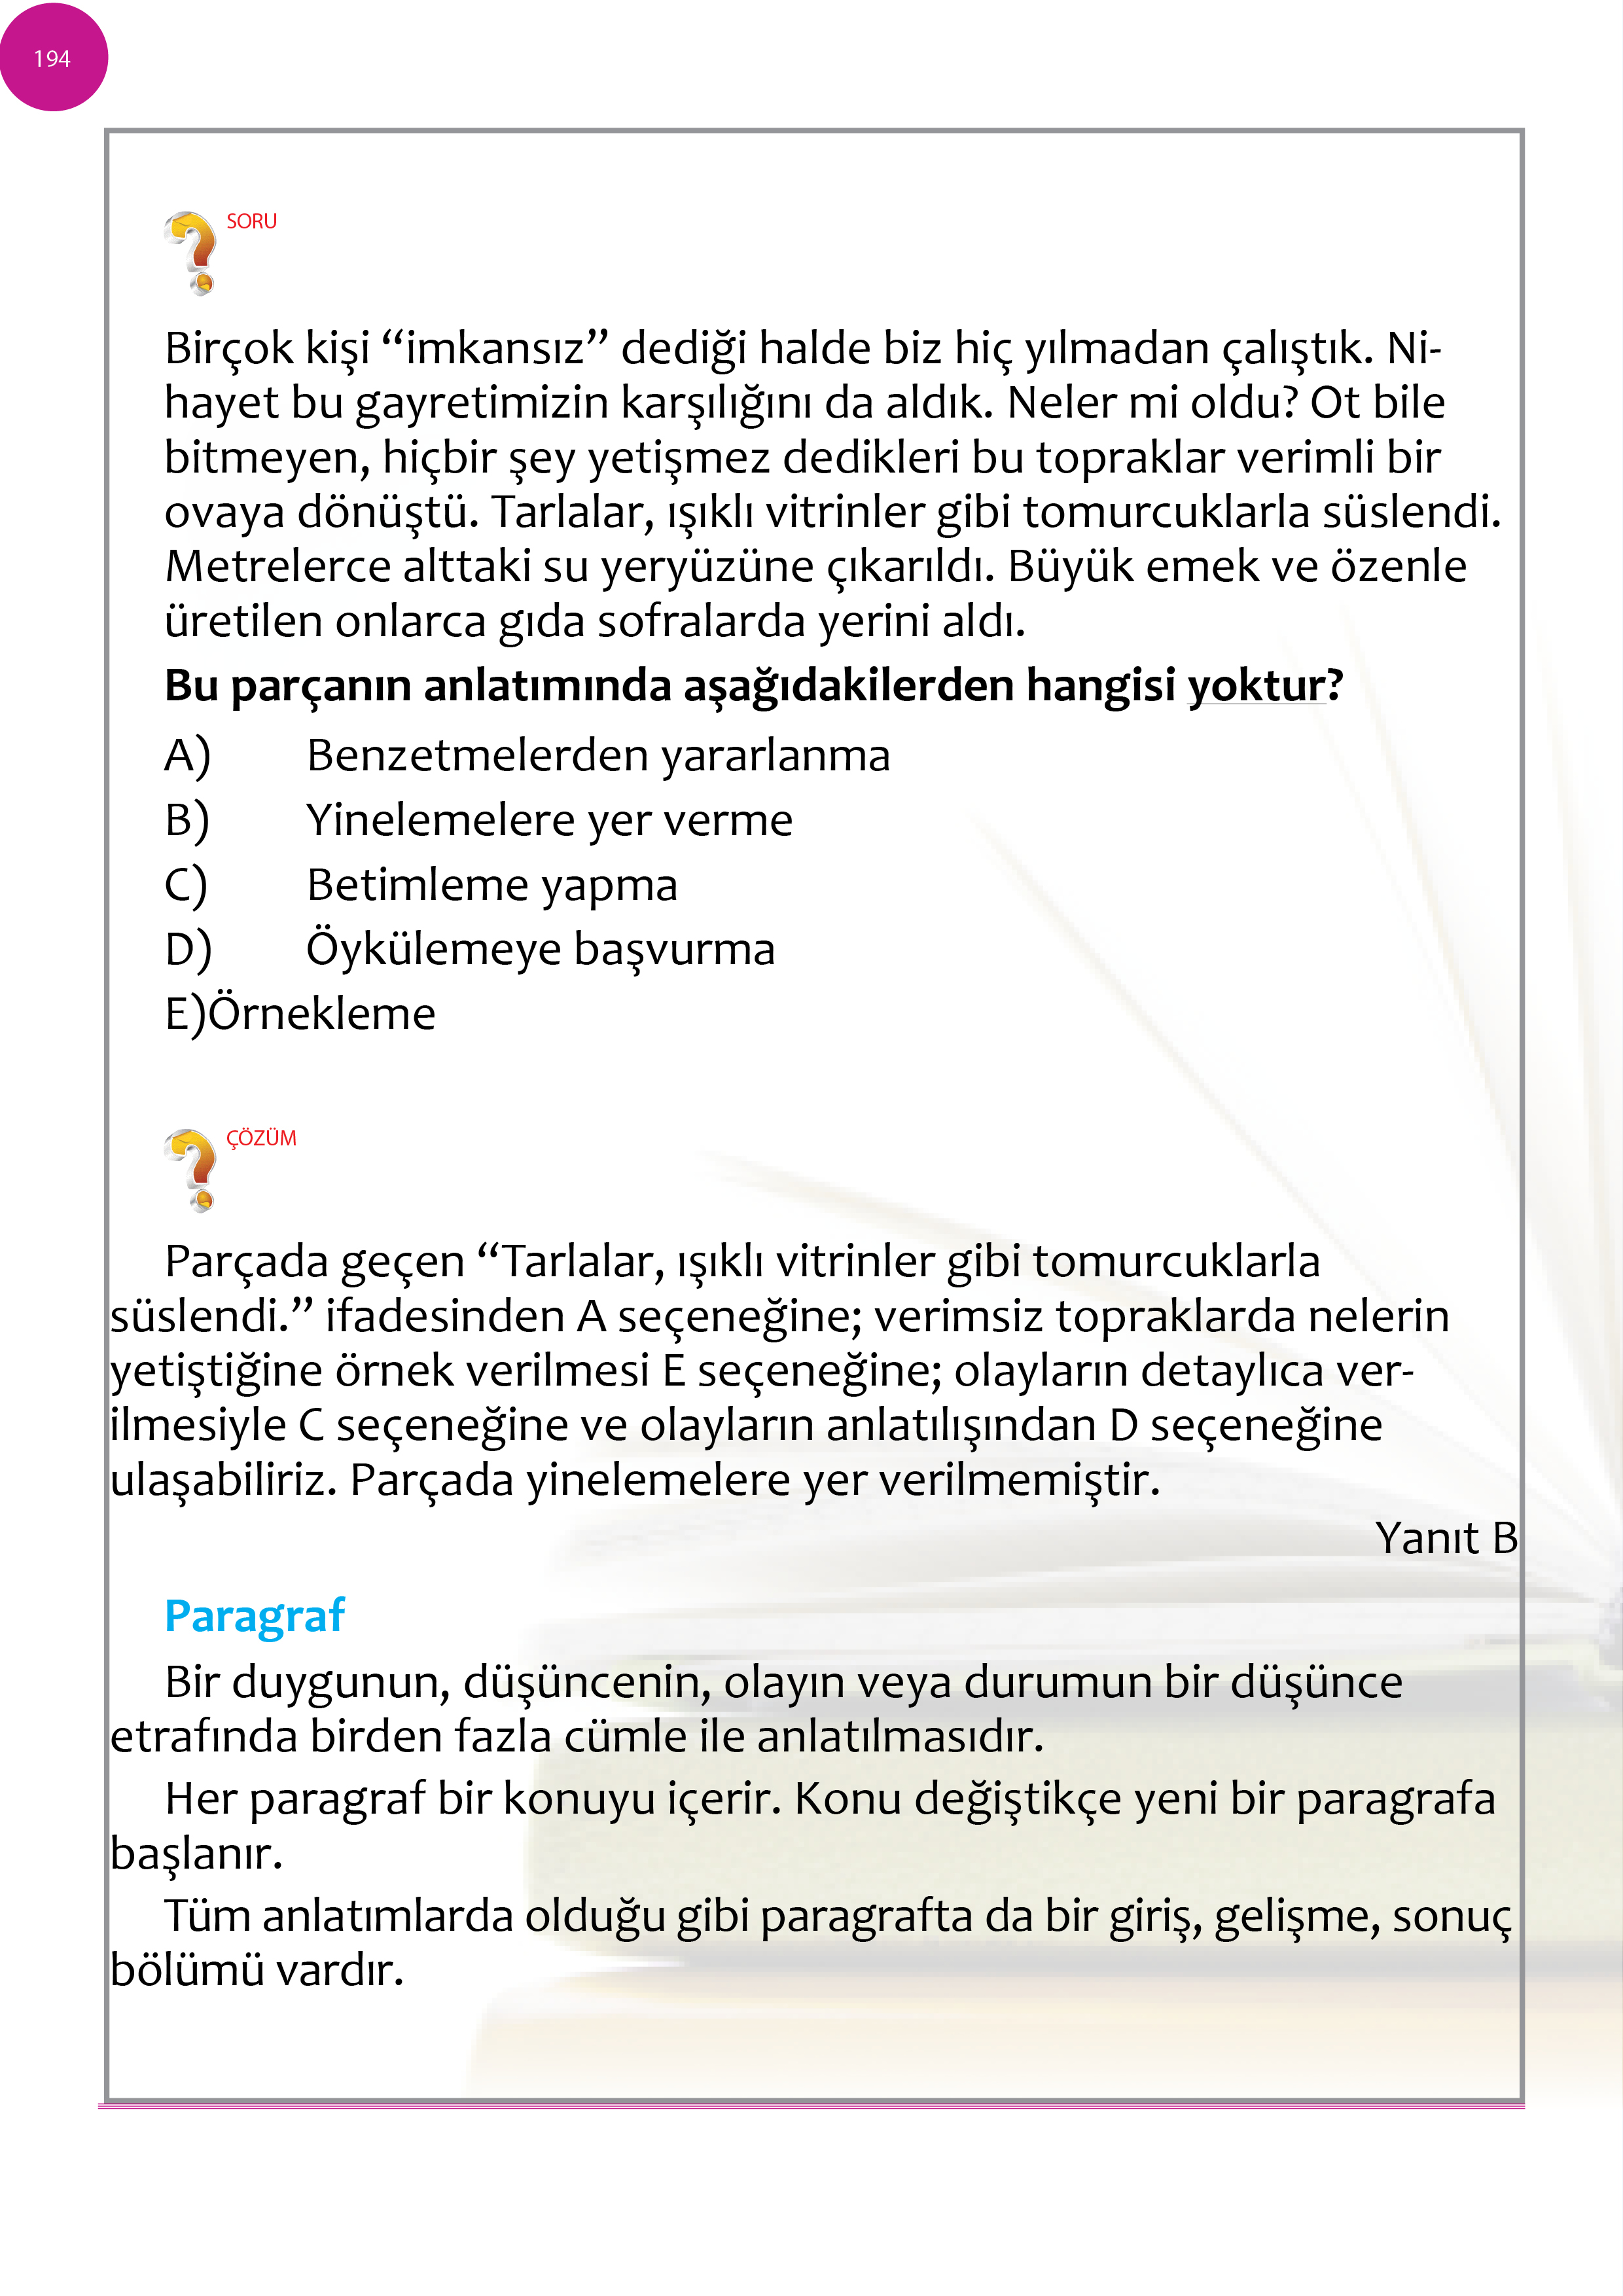 194
SORU
Birçok kişi “imkansız” dediği halde biz hiç yılmadan çalıştık. Ni-
hayet bu gayretimizin karşılığını da aldık. Neler mi oldu? Ot bile
bitmeyen, hiçbir şey yetişmez dedikleri bu topraklar verimli bir
ovaya dönüştü. Tarlalar, ışıklı vitrinler gibi tomurcuklarla süslendi.
Metrelerce alttaki su yeryüzüne çıkarıldı. Büyük emek ve özenle
üretilen onlarca gıda sofralarda yerini aldı.
Bu parçanın anlatımında aşağıdakilerden hangisi yoktur?
A) Benzetmelerden yararlanma
B) Yinelemelere yer verme
C) Betimleme yapma
D) Öykülemeye başvurma
E)Örnekleme
ÇÖZÜM
Parçada geçen “Tarlalar, ışıklı vitrinler gibi tomurcuklarla
süslendi.” ifadesinden A seçeneğine; verimsiz topraklarda nelerin
yetiştiğine örnek verilmesi E seçeneğine; olayların detaylıca ver-
ilmesiyle C seçeneğine ve olayların anlatılışından D seçeneğine
ulaşabiliriz. Parçada yinelemelere yer verilmemiştir.
Yanıt B
Paragraf
Bir duygunun, düşüncenin, olayın veya durumun bir düşünce
etrafında birden fazla cümle ile anlatılmasıdır.
Her paragraf bir konuyu içerir. Konu değiştikçe yeni bir paragrafa
başlanır.
Tüm anlatımlarda olduğu gibi paragrafta da bir giriş, gelişme, sonuç
bölümü vardır.